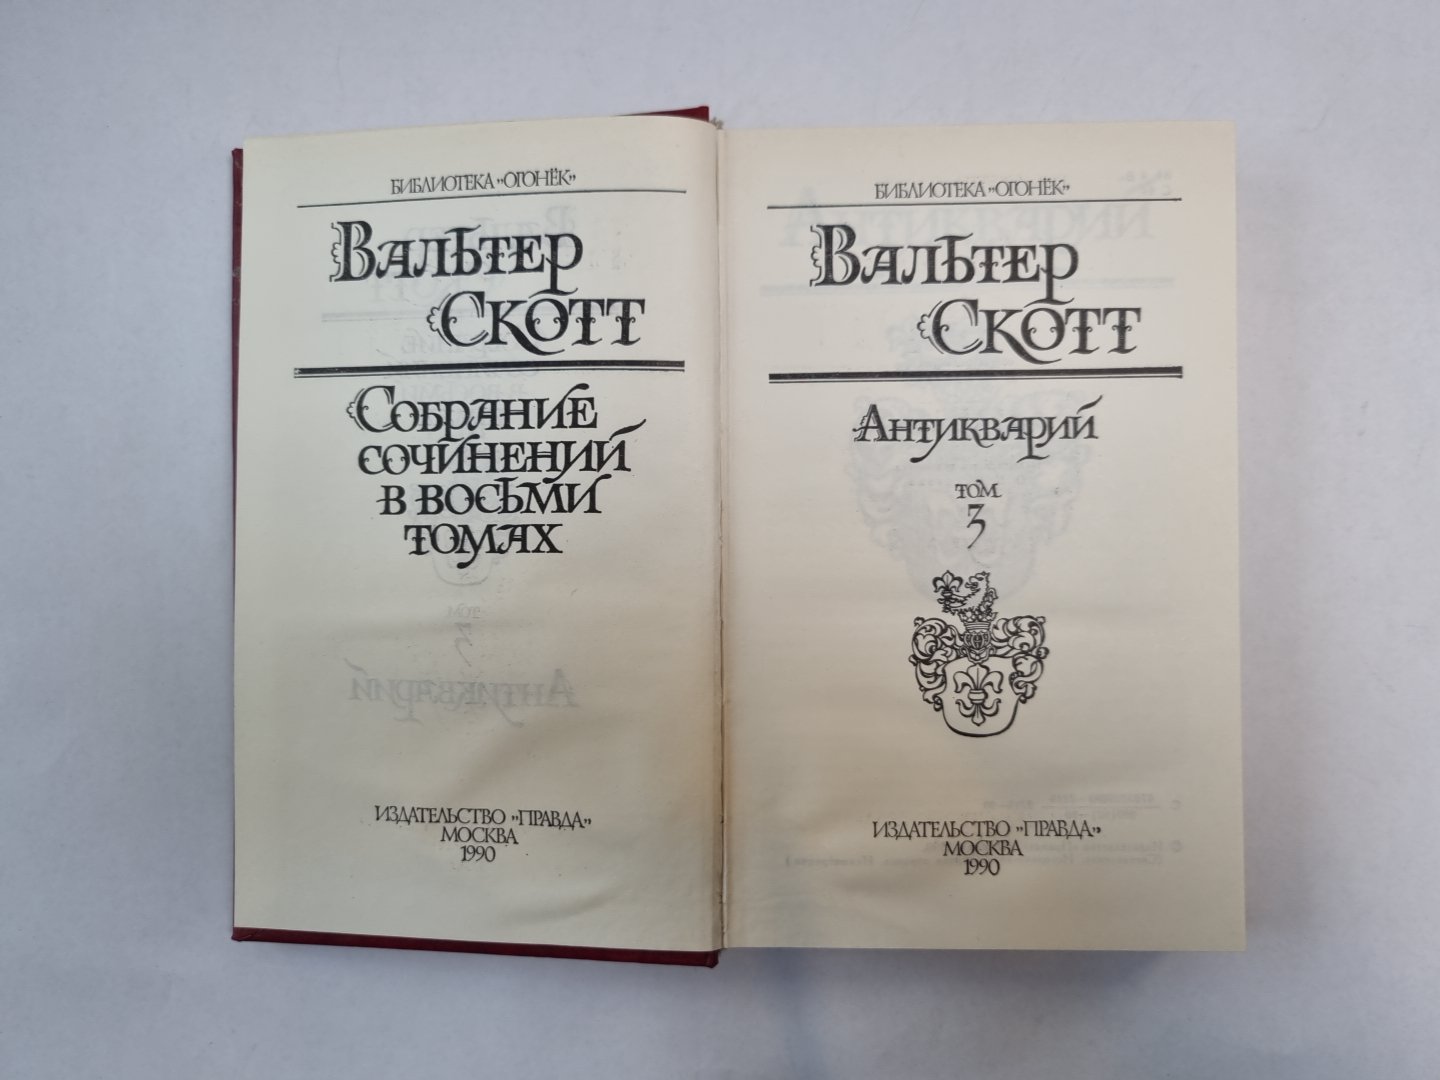 БИБЛИОТЕКА „ОГОНЁК”
ВАЛЬТЕР
СКОТТ
СОБРАНИЕ
СОЧИНЕНИЙ
В ВОСЬМИ
ТОМАХ
ИЗДАТЕЛЬСТВО „ПРАВДА”
МОСКВА
1990
БИБЛИОТЕКА „ОГОНЁК”
ВАЛЬТЕР
СКОТТ
АНТИКВАРИЙ
ТОМ
3
ИЗДАТЕЛЬСТВО „ПРАВДА”
МОСКВА
1990